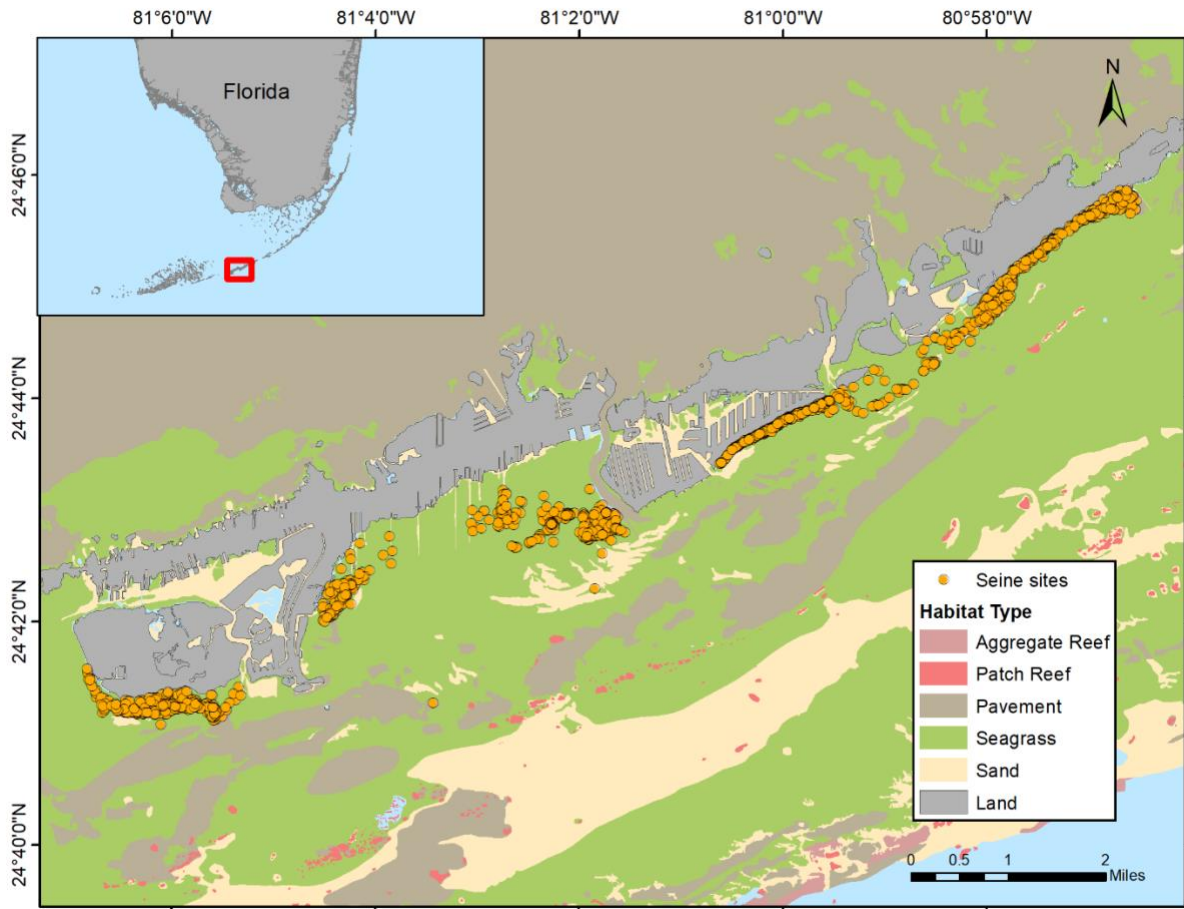 81°6'0"W 81°4'0"W 81°2'0"W 81°0'0"W 80°58'0"W
Florida
N
24°46'0"N
24°44'0"N
24°42'0"N
24°40'0"N
Seine sites
Habitat Type
Aggregate Reef
Patch Reef
Pavement
Seagrass
Sand
Land
0 0.5 1 2
Miles